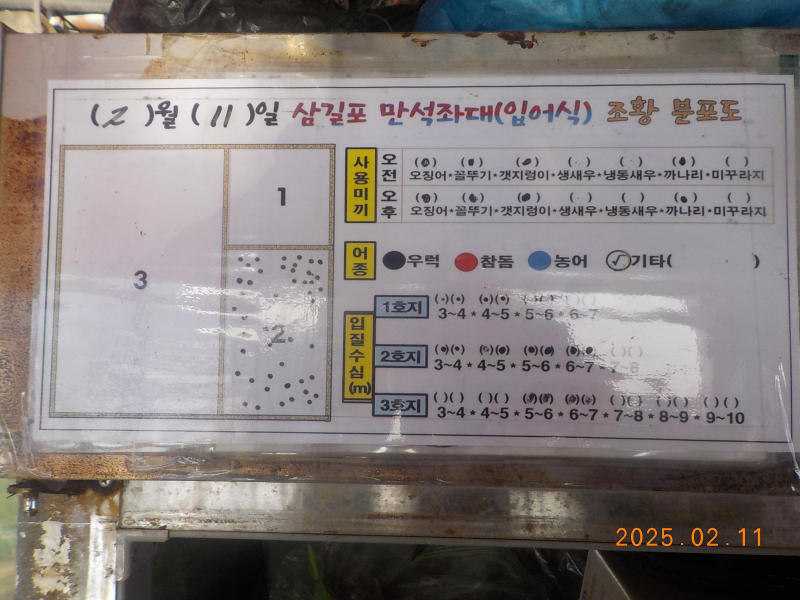 ( 2 )월 ( 11 )일 삼길포 만석좌대(입어식) 조황 분포도
1
3
2
사용미끼
오전
오징어*꼴뚜기*갯지렁이*생새우*냉동새우*까나리*미꾸라지
오후
오징어*꼴뚜기*갯지렁이*생새우*냉동새우*까나리*미꾸라지
어종
우럭 참돔 농어 √기타( )
입질수심(m)
1호지
3~4 * 4~5 * 5~6 * 6~7
2호지
3~4 * 4~5 * 5~6 * 6~7 * 7~8
3호지
3~4 * 4~5 * 5~6 * 6~7 * 7~8 * 8~9 * 9~10
2025.02.11